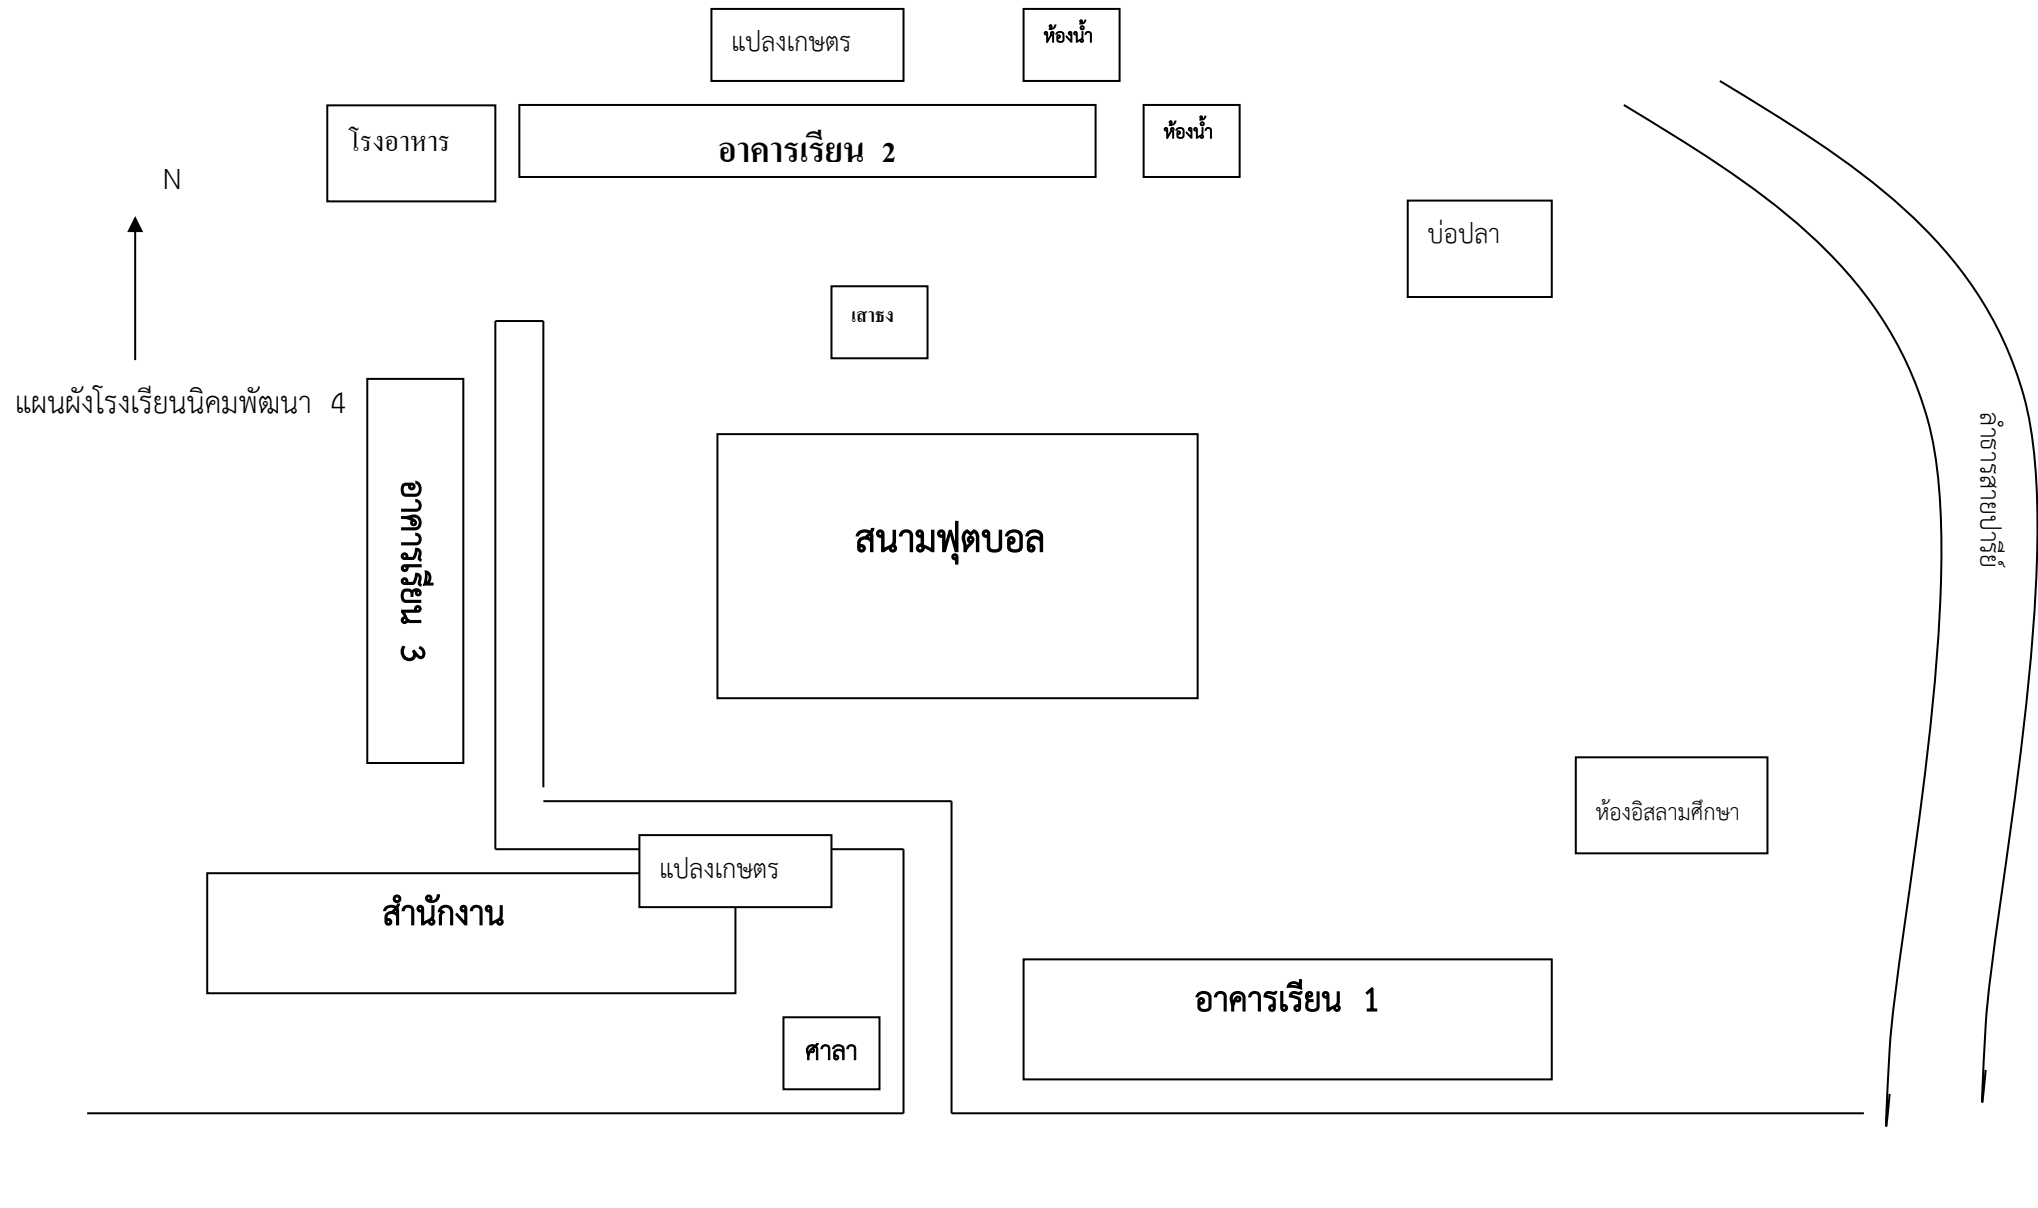 แปลงเกษตร
ห้องน้ำ
โรงอาหาร
อาคารเรียน 2
ห้องน้ำ
N
บ่อปลา
เสาธง
แผนผังโรงเรียนนิคมพัฒนา 4
อาคารเรียน 3
สนามฟุตบอล
ลำธารสายปารีย์
ห้องอิสลามศึกษา
แปลงเกษตร
สำนักงาน
อาคารเรียน 1
ศาลา